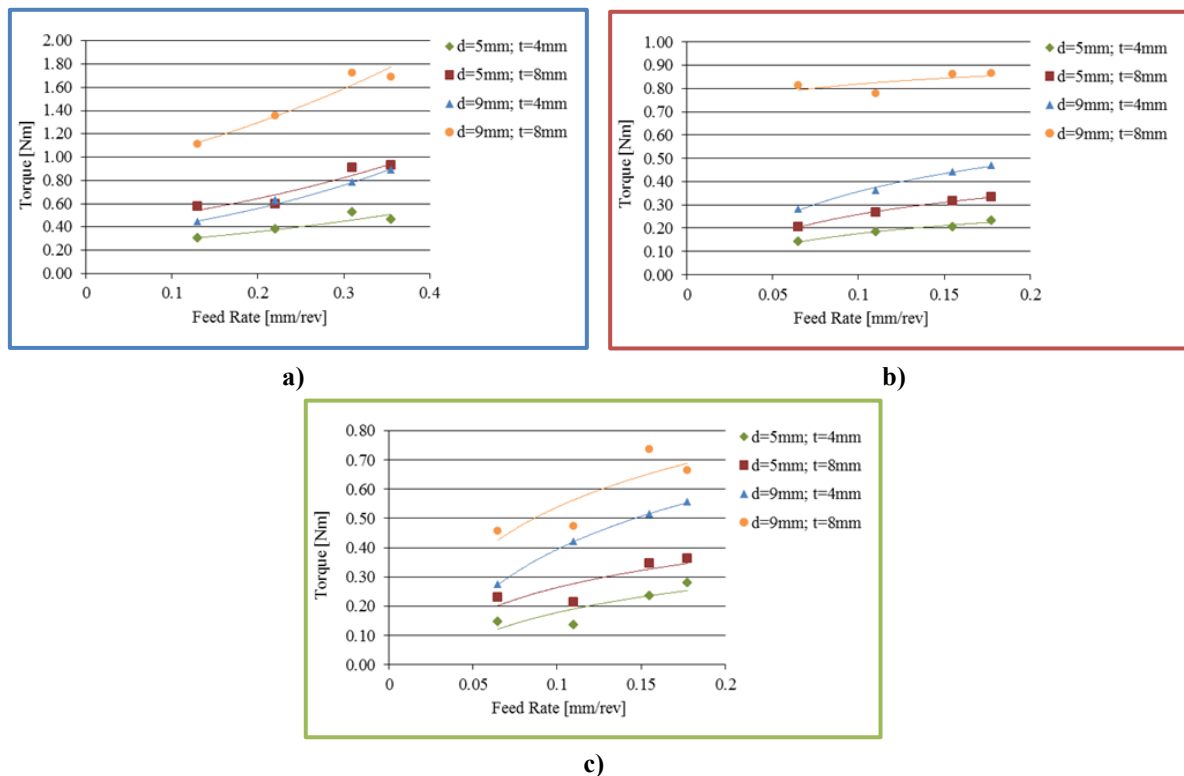 2.00
1.80
1.60
1.40
1.20
1.00
0.80
0.60
0.40
0.20
0.00
Torque [Nm]
0 0.1 0.2 0.3 0.4
Feed Rate [mm/rev]
d=5mm; t=4mm
d=5mm; t=8mm
d=9mm; t=4mm
d=9mm; t=8mm
a)
1.00
0.90
0.80
0.70
0.60
0.50
0.40
0.30
0.20
0.10
0.00
Torque [Nm]
0 0.05 0.1 0.15 0.2
Feed Rate [mm/rev]
d=5mm; t=4mm
d=5mm; t=8mm
d=9mm; t=4mm
d=9mm; t=8mm
b)
0.80
0.70
0.60
0.50
0.40
0.30
0.20
0.10
0.00
Torque [Nm]
0 0.05 0.1 0.15 0.2
Feed Rate [mm/rev]
d=5mm; t=4mm
d=5mm; t=8mm
d=9mm; t=4mm
d=9mm; t=8mm
c)